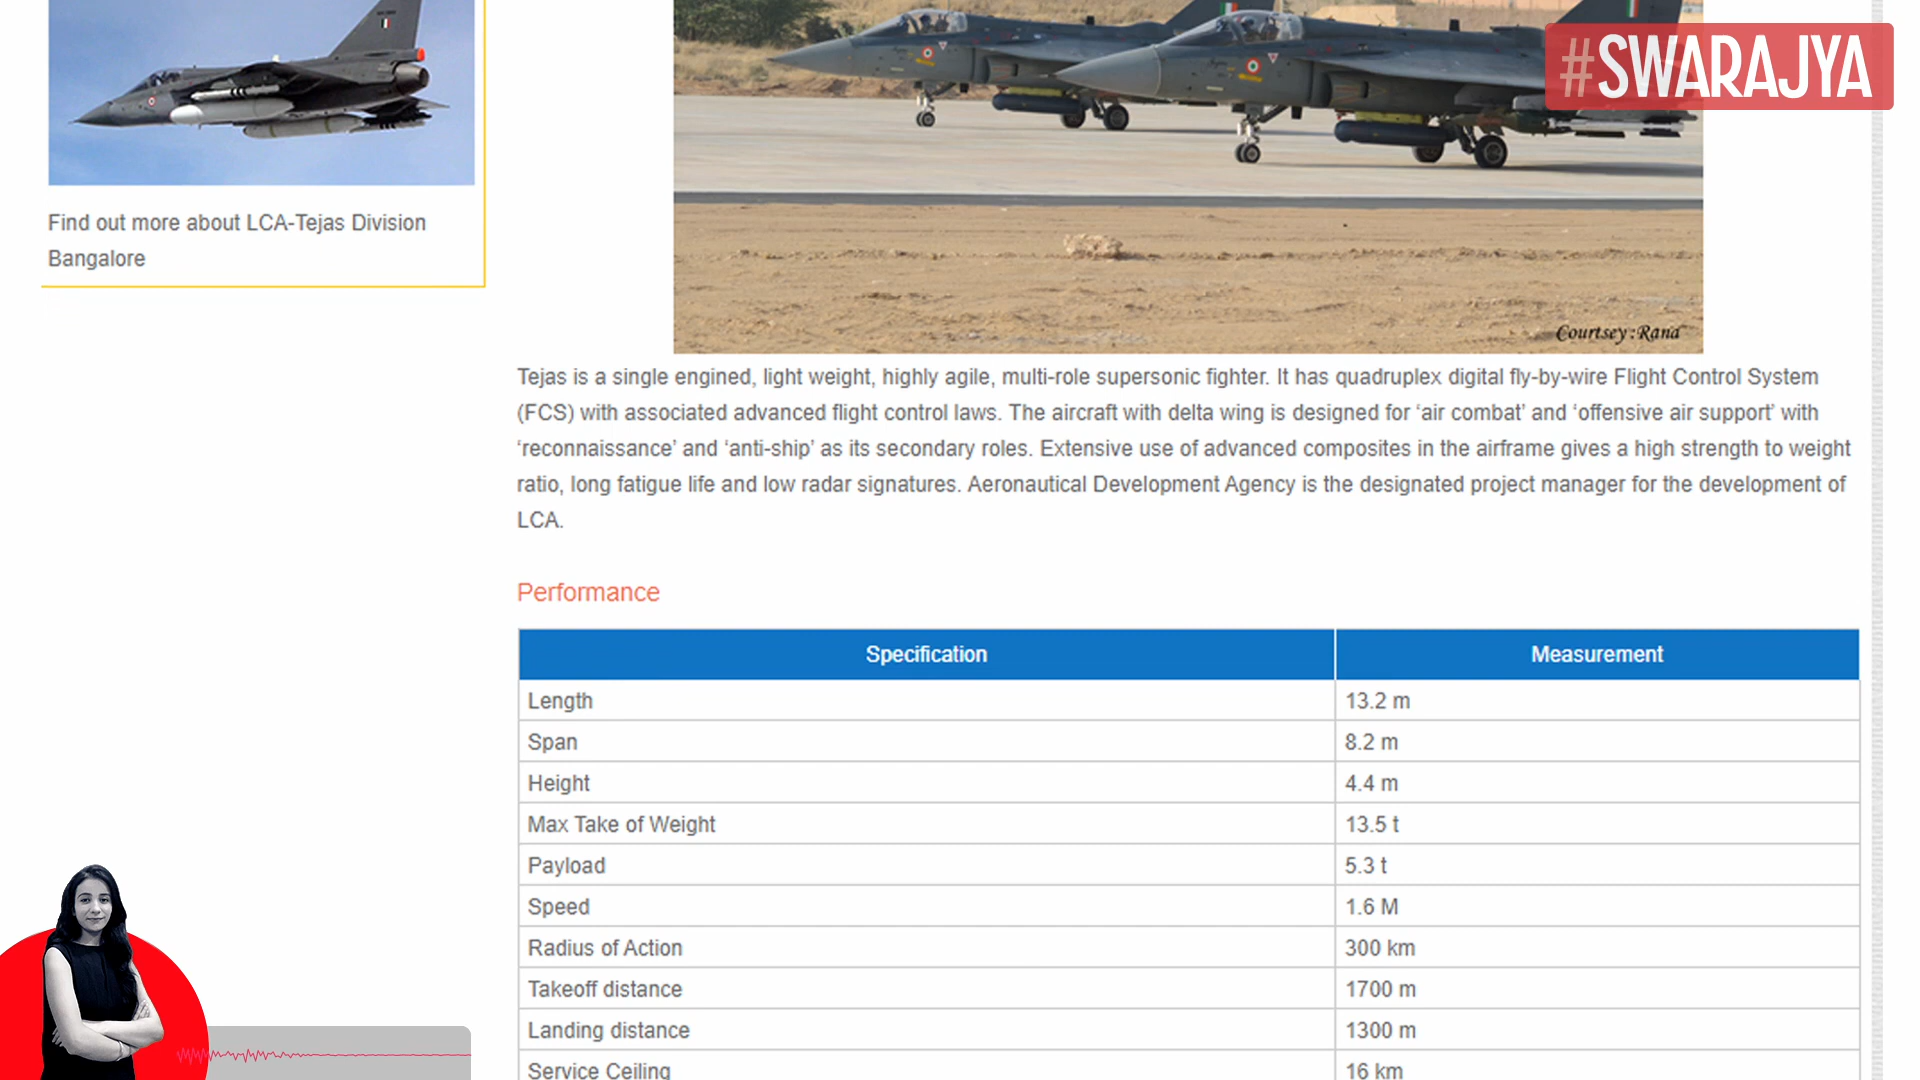 #SWARAJYA
Find out more about LCA-Tejas Division
Bangalore
Courtsey : Rana
Tejas is a single engined, light weight, highly agile, multi-role supersonic fighter. It has quadruplex digital fly-by-wire Flight Control System
(FCS) with associated advanced flight control laws. The aircraft with delta wing is designed for ‘air combat’ and ‘offensive air support’ with
‘reconnaissance’ and ‘anti-ship’ as its secondary roles. Extensive use of advanced composites in the airframe gives a high strength to weight
ratio, long fatigue life and low radar signatures. Aeronautical Development Agency is the designated project manager for the development of
LCA.
Performance
Specification Measurement
Length 13.2 m
Span 8.2 m
Height 4.4 m
Max Take of Weight 13.5 t
Payload 5.3 t
Speed 1.6 M
Radius of Action 300 km
Takeoff distance 1700 m
Landing distance 1300 m
Service Ceiling 16 km